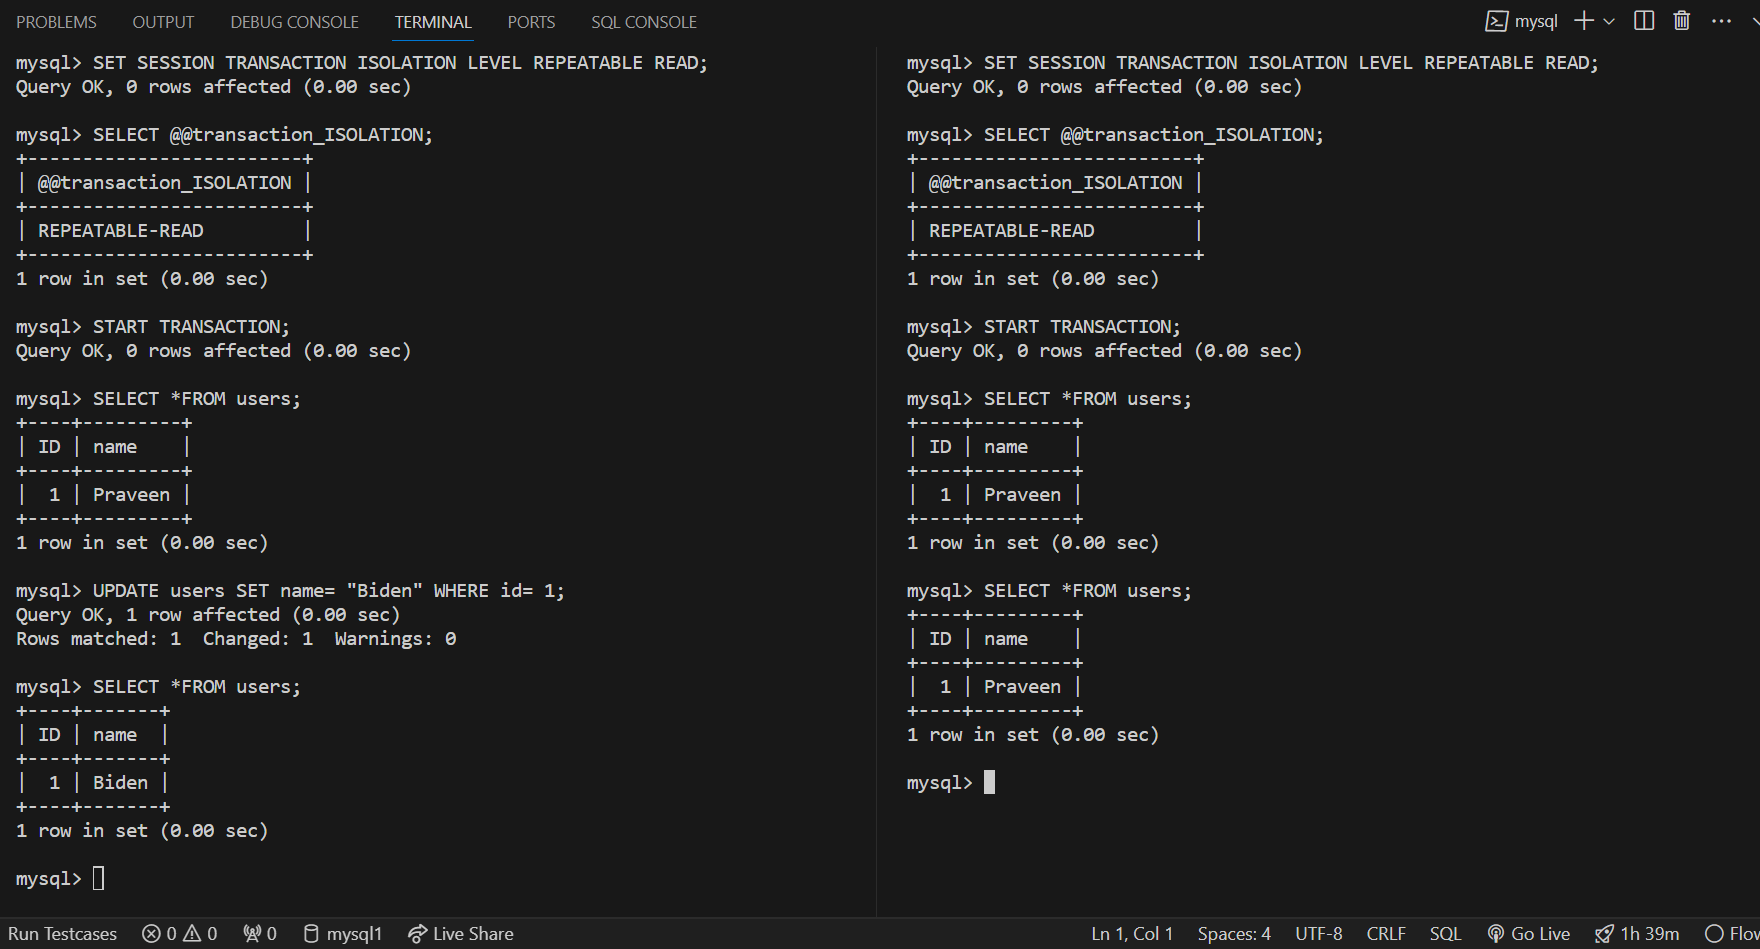 PROBLEMS OUTPUT DEBUG CONSOLE TERMINAL PORTS SQL CONSOLE mysql
mysql> SET SESSION TRANSACTION ISOLATION LEVEL REPEATABLE READ;
Query OK, 0 rows affected (0.00 sec)
mysql> SELECT @@transaction_ISOLATION;
+-------------------------+
| @@transaction_ISOLATION |
+-------------------------+
| REPEATABLE-READ         |
+-------------------------+
1 row in set (0.00 sec)
mysql> START TRANSACTION;
Query OK, 0 rows affected (0.00 sec)
mysql> SELECT *FROM users;
+----+---------+
| ID | name    |
+----+---------+
|  1 | Praveen |
+----+---------+
1 row in set (0.00 sec)
mysql> UPDATE users SET name= "Biden" WHERE id= 1;
Query OK, 1 row affected (0.00 sec)
Rows matched: 1  Changed: 1  Warnings: 0
mysql> SELECT *FROM users;
+----+-------+
| ID | name  |
+----+-------+
|  1 | Biden |
+----+-------+
1 row in set (0.00 sec)
mysql>
mysql> SET SESSION TRANSACTION ISOLATION LEVEL REPEATABLE READ;
Query OK, 0 rows affected (0.00 sec)
mysql> SELECT @@transaction_ISOLATION;
+-------------------------+
| @@transaction_ISOLATION |
+-------------------------+
| REPEATABLE-READ         |
+-------------------------+
1 row in set (0.00 sec)
mysql> START TRANSACTION;
Query OK, 0 rows affected (0.00 sec)
mysql> SELECT *FROM users;
+----+---------+
| ID | name    |
+----+---------+
|  1 | Praveen |
+----+---------+
1 row in set (0.00 sec)
mysql> SELECT *FROM users;
+----+---------+
| ID | name    |
+----+---------+
|  1 | Praveen |
+----+---------+
1 row in set (0.00 sec)
mysql>
Run Testcases 0 0 0 mysql1 Live Share Ln 1, Col 1 Spaces: 4 UTF-8 CRLF SQL Go Live 1h 39m Flow